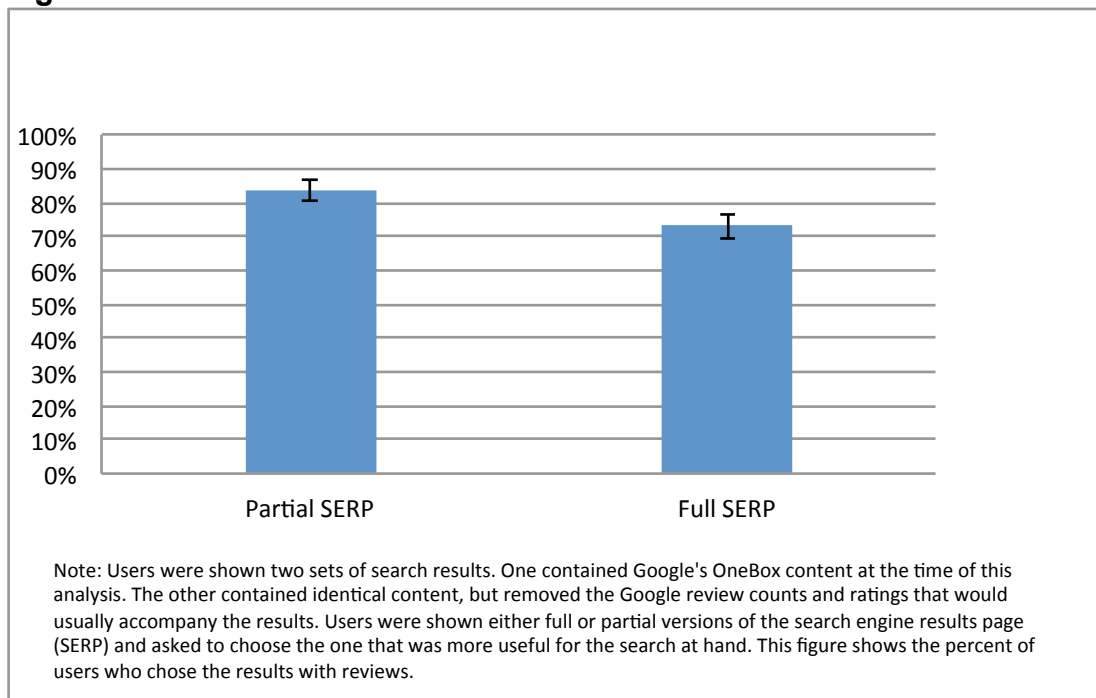 100%
90%
80%
70%
60%
50%
40%
30%
20%
10%
0%
Partial SERP Full SERP
Note: Users were shown two sets of search results. One contained Google's OneBox content at the time of this
analysis. The other contained identical content, but removed the Google review counts and ratings that would
usually accompany the results. Users were shown either full or partial versions of the search engine results page
(SERP) and asked to choose the one that was more useful for the search at hand. This figure shows the percent of
users who chose the results with reviews.